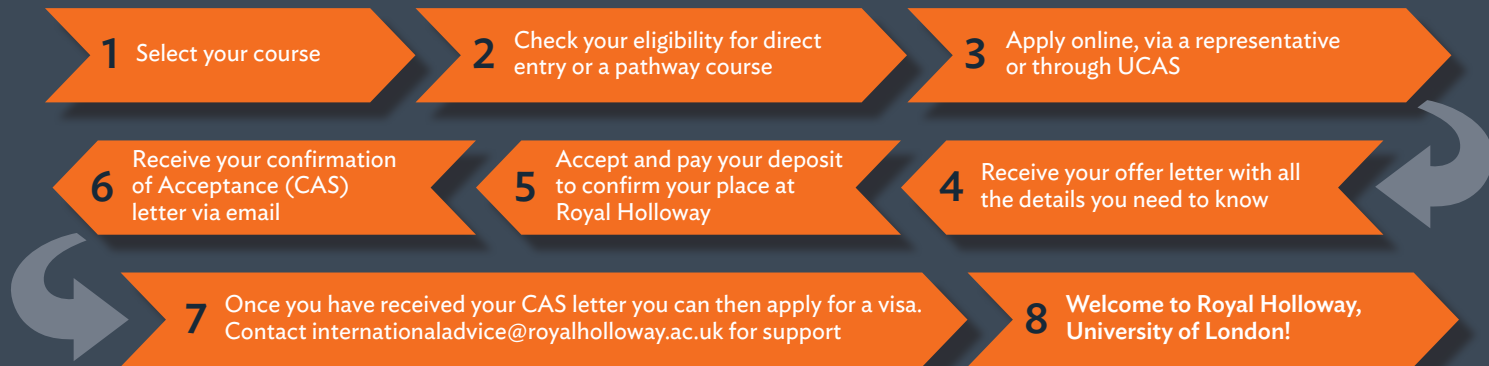 1 Select your course
2 Check your eligibility for direct
entry or a pathway course
3 Apply online, via a representative
or through UCAS
4 Receive your offer letter with all
the details you need to know
5 Accept and pay your deposit
to confirm your place at
Royal Holloway
6 Receive your confirmation
of Acceptance (CAS)
letter via email
7 Once you have received your CAS letter you can then apply for a visa.
Contact internationaladvice@royalholloway.ac.uk for support
8 Welcome to Royal Holloway,
University of London!